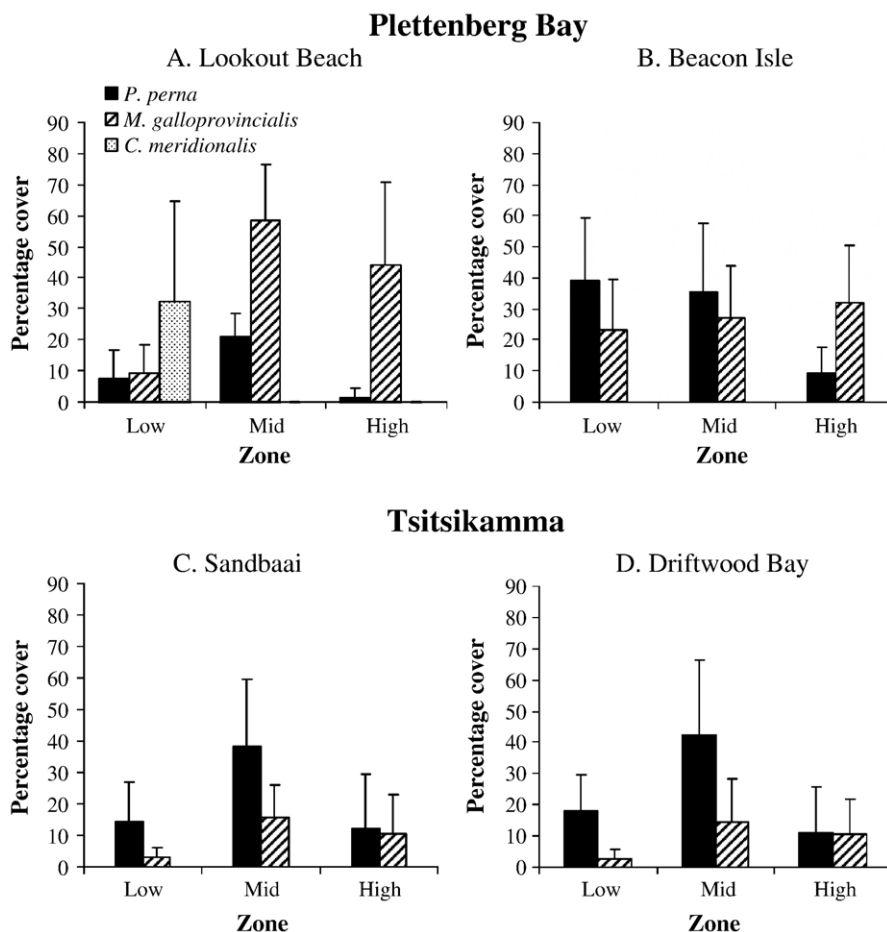 Plettenberg Bay
A. Lookout Beach
P. perna
M. galloprovincialis
C. meridionalis
90
80
70
60
50
40
30
20
10
0
Percentage cover
Low Mid High
Zone
B. Beacon Isle
90
80
70
60
50
40
30
20
10
0
Percentage cover
Low Mid High
Zone
Tsitsikamma
C. Sandbaai
90
80
70
60
50
40
30
20
10
0
Percentage cover
Low Mid High
Zone
D. Driftwood Bay
90
80
70
60
50
40
30
20
10
0
Percentage cover
Low Mid High
Zone